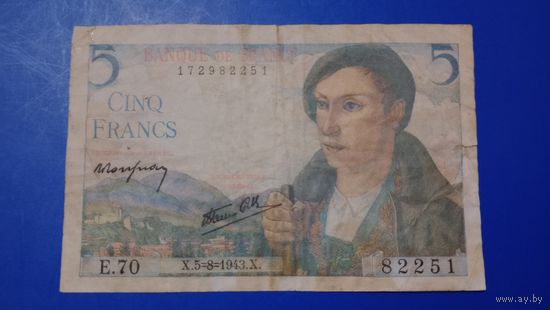 5 BANQUE DE FRANCE 5
172982251
CINQ
FRANCS
E.70
X.5=8=1943.X.
82251
www.ay.by